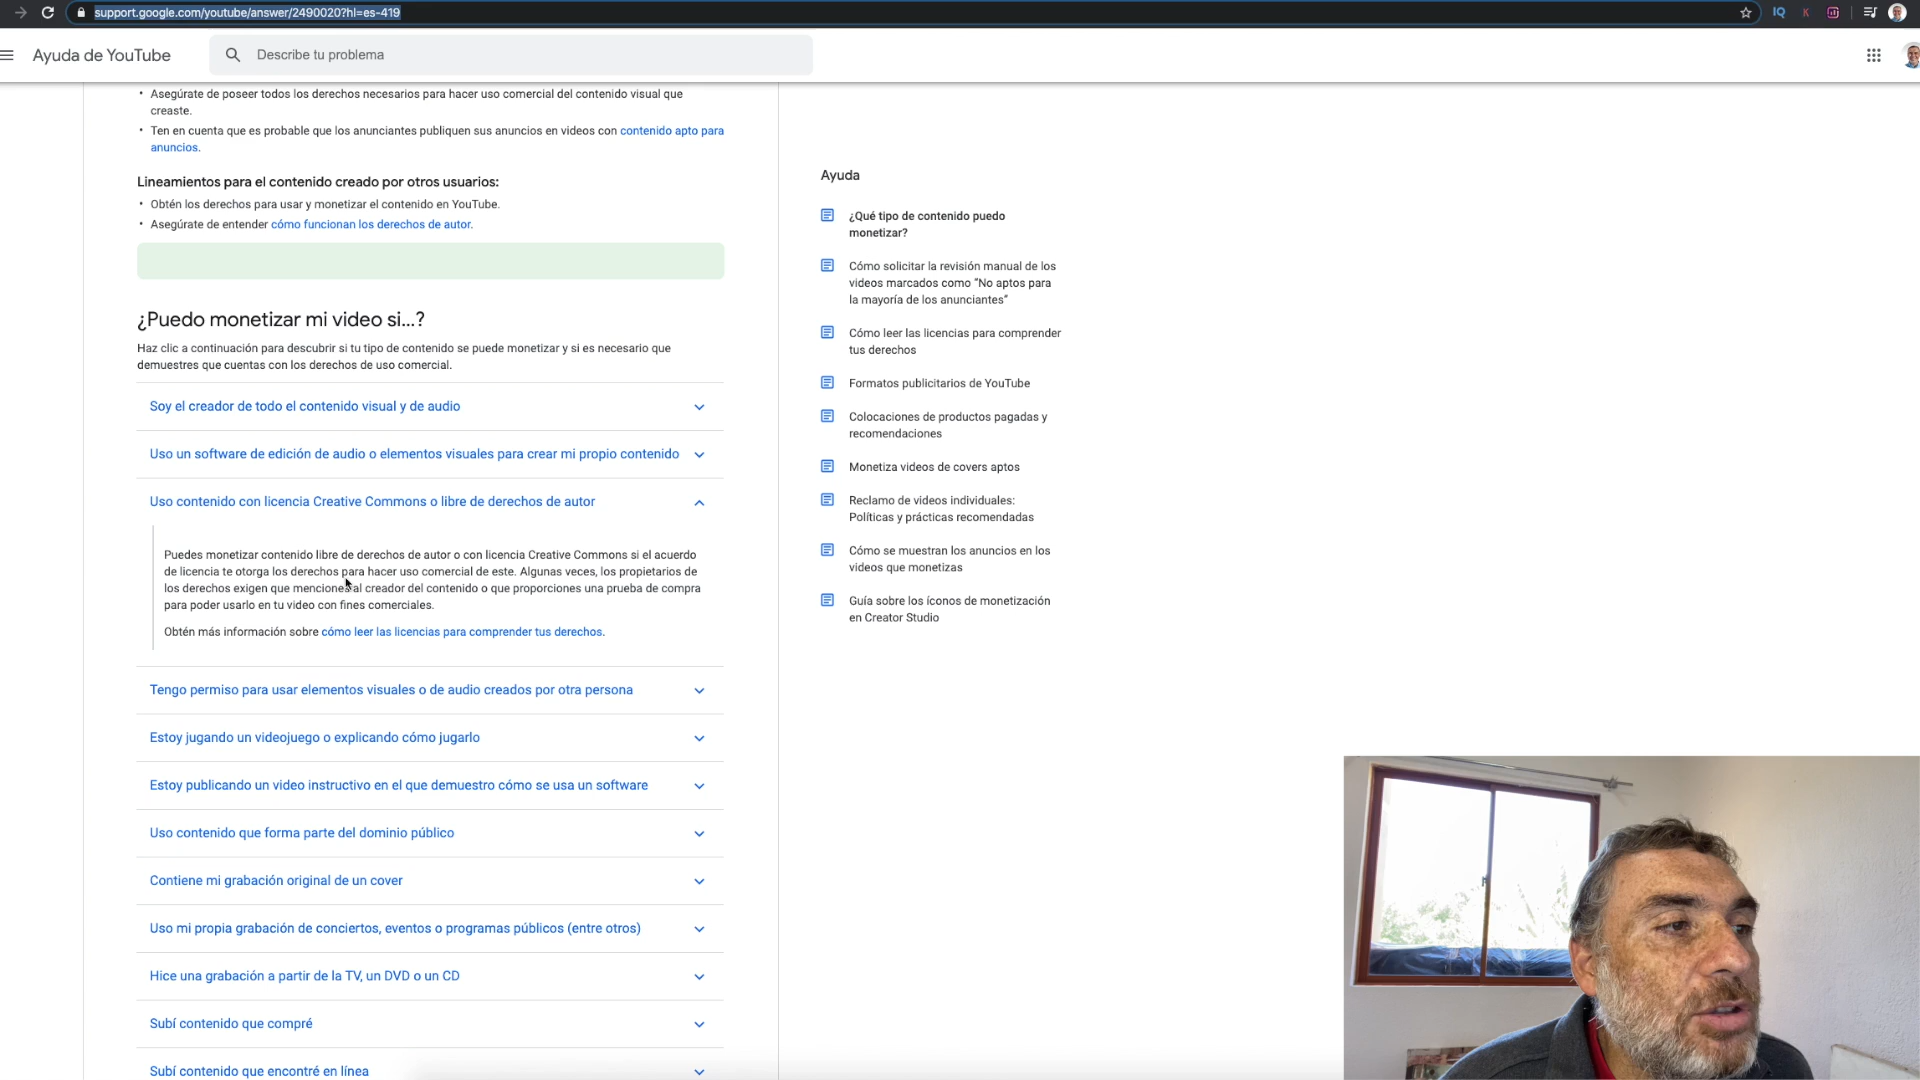 support.google.com/youtube/answer/2490020?hl=es-419
IQ
K
Ayuda de YouTube
Describe tu problema
• Asegúrate de poseer todos los derechos necesarios para hacer uso comercial del contenido visual que
creaste.
• Ten en cuenta que es probable que los anunciantes publiquen sus anuncios en videos con contenido apto para
anuncios.
Lineamientos para el contenido creado por otros usuarios:
• Obtén los derechos para usar y monetizar el contenido en YouTube.
• Asegúrate de entender cómo funcionan los derechos de autor.
¿Puedo monetizar mi video si...?
Haz clic a continuación para descubrir si tu tipo de contenido se puede monetizar y si es necesario que
demuestres que cuentas con los derechos de uso comercial.
Soy el creador de todo el contenido visual y de audio
Uso un software de edición de audio o elementos visuales para crear mi propio contenido
Uso contenido con licencia Creative Commons o libre de derechos de autor
Puedes monetizar contenido libre de derechos de autor o con licencia Creative Commons si el acuerdo
de licencia te otorga los derechos para hacer uso comercial de este. Algunas veces, los propietarios de
los derechos exigen que menciones al creador del contenido o que proporciones una prueba de compra
para poder usarlo en tu video con fines comerciales.
Obtén más información sobre cómo leer las licencias para comprender tus derechos.
Tengo permiso para usar elementos visuales o de audio creados por otra persona
Estoy jugando un videojuego o explicando cómo jugarlo
Estoy publicando un video instructivo en el que demuestro cómo se usa un software
Uso contenido que forma parte del dominio público
Contiene mi grabación original de un cover
Uso mi propia grabación de conciertos, eventos o programas públicos (entre otros)
Hice una grabación a partir de la TV, un DVD o un CD
Subí contenido que compré
Subí contenido que encontré en línea
Ayuda
¿Qué tipo de contenido puedo
monetizar?
Cómo solicitar la revisión manual de los
videos marcados como “No aptos para
la mayoría de los anunciantes”
Cómo leer las licencias para comprender
tus derechos
Formatos publicitarios de YouTube
Colocaciones de productos pagadas y
recomendaciones
Monetiza videos de covers aptos
Reclamo de videos individuales:
Políticas y prácticas recomendadas
Cómo se muestran los anuncios en los
videos que monetizas
Guía sobre los íconos de monetización
en Creator Studio